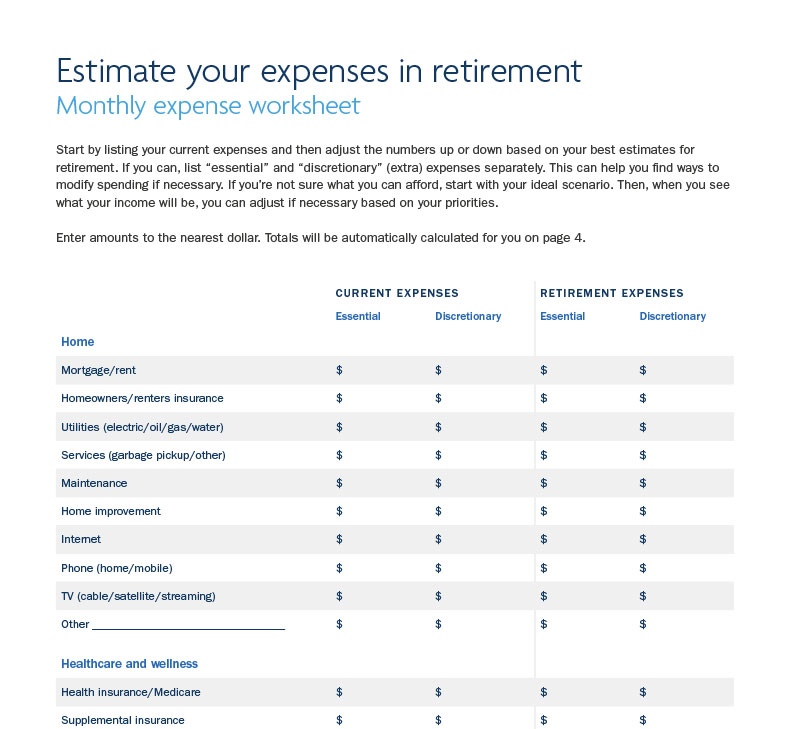 Estimate your expenses in retirement
Monthly expense worksheet
Start by listing your current expenses and then adjust the numbers up or down based on your best estimates for
retirement. If you can, list “essential” and “discretionary” (extra) expenses separately. This can help you find ways to
modify spending if necessary. If you’re not sure what you can afford, start with your ideal scenario. Then, when you see
what your income will be, you can adjust if necessary based on your priorities.
Enter amounts to the nearest dollar. Totals will be automatically calculated for you on page 4.
CURRENT EXPENSES RETIREMENT EXPENSES
Essential Discretionary Essential Discretionary
Home
Mortgage/rent $ $ $ $
Homeowners/renters insurance $ $ $ $
Utilities (electric/oil/gas/water) $ $ $ $
Services (garbage pickup/other) $ $ $ $
Maintenance $ $ $ $
Home improvement $ $ $ $
Internet $ $ $ $
Phone (home/mobile) $ $ $ $
TV (cable/satellite/streaming) $ $ $ $
Other ______________________________ $ $ $ $
Healthcare and wellness
Health insurance/Medicare $ $ $ $
Supplemental insurance $ $ $ $